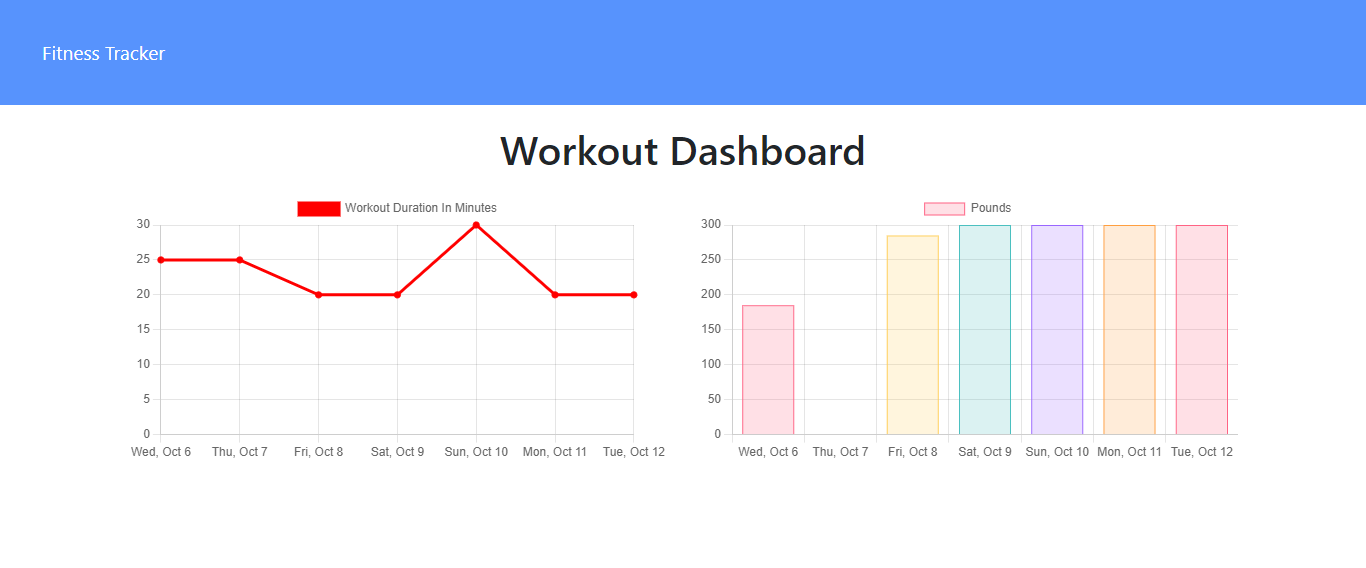 Fitness Tracker
Workout Dashboard
Workout Duration In Minutes
30
25
20
15
10
5
0
Wed, Oct 6 Thu, Oct 7 Fri, Oct 8 Sat, Oct 9 Sun, Oct 10 Mon, Oct 11 Tue, Oct 12
Pounds
300
250
200
150
100
50
0
Wed, Oct 6 Thu, Oct 7 Fri, Oct 8 Sat, Oct 9 Sun, Oct 10 Mon, Oct 11 Tue, Oct 12